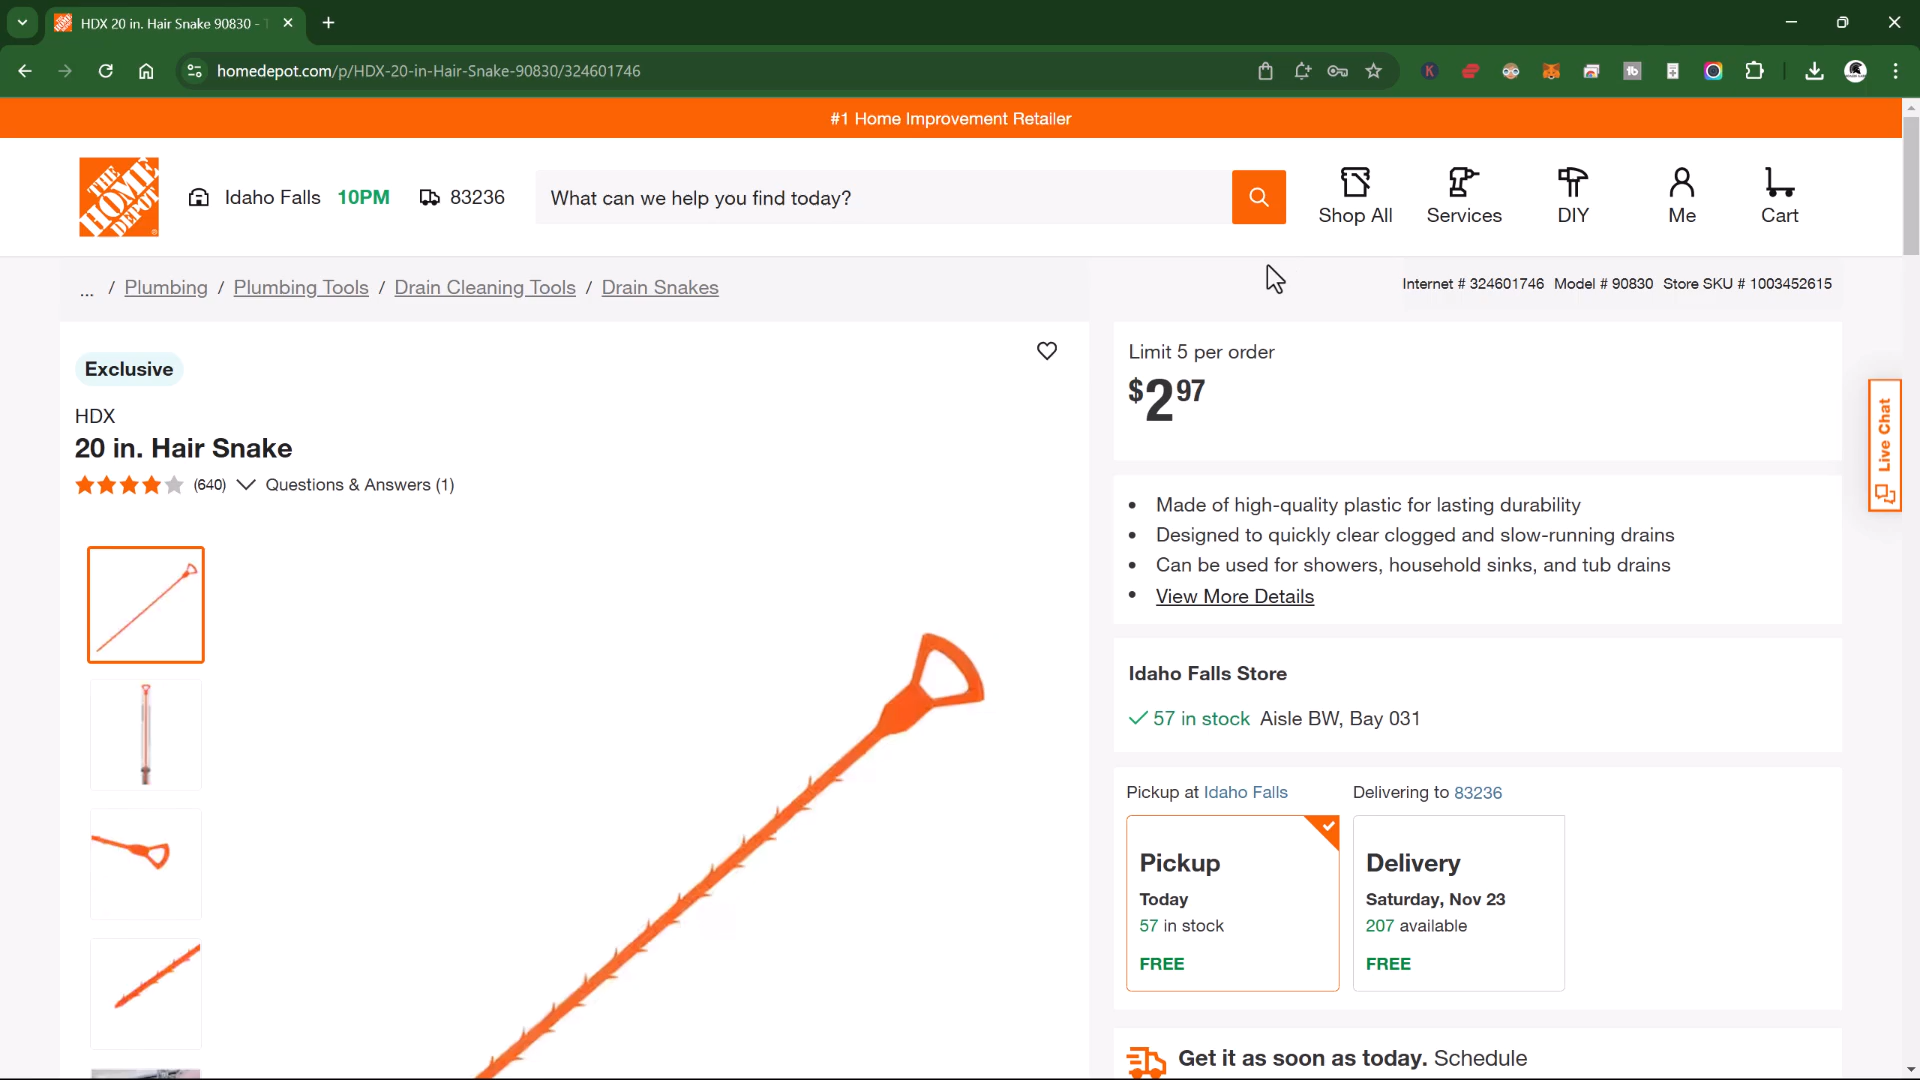 HDX 20 in. Hair Snake 90830 -
homedepot.com/p/HDX-20-in-Hair-Snake-90830/324601746
#1 Home Improvement Retailer
THE HOME DEPOT
Idaho Falls 10PM 83236
What can we help you find today?
Shop All
Services
DIY
Me
Cart
... / Plumbing / Plumbing Tools / Drain Cleaning Tools / Drain Snakes
Internet # 324601746 Model # 90830 Store SKU # 1003452615
Exclusive
HDX
20 in. Hair Snake
(640) Questions & Answers (1)
Limit 5 per order
$2 97
• Made of high-quality plastic for lasting durability
• Designed to quickly clear clogged and slow-running drains
• Can be used for showers, household sinks, and tub drains
• View More Details
Live Chat
Idaho Falls Store
57 in stock Aisle BW, Bay 031
Pickup at Idaho Falls
Delivering to 83236
Pickup
Today
57 in stock
FREE
Delivery
Saturday, Nov 23
207 available
FREE
Get it as soon as today. Schedule